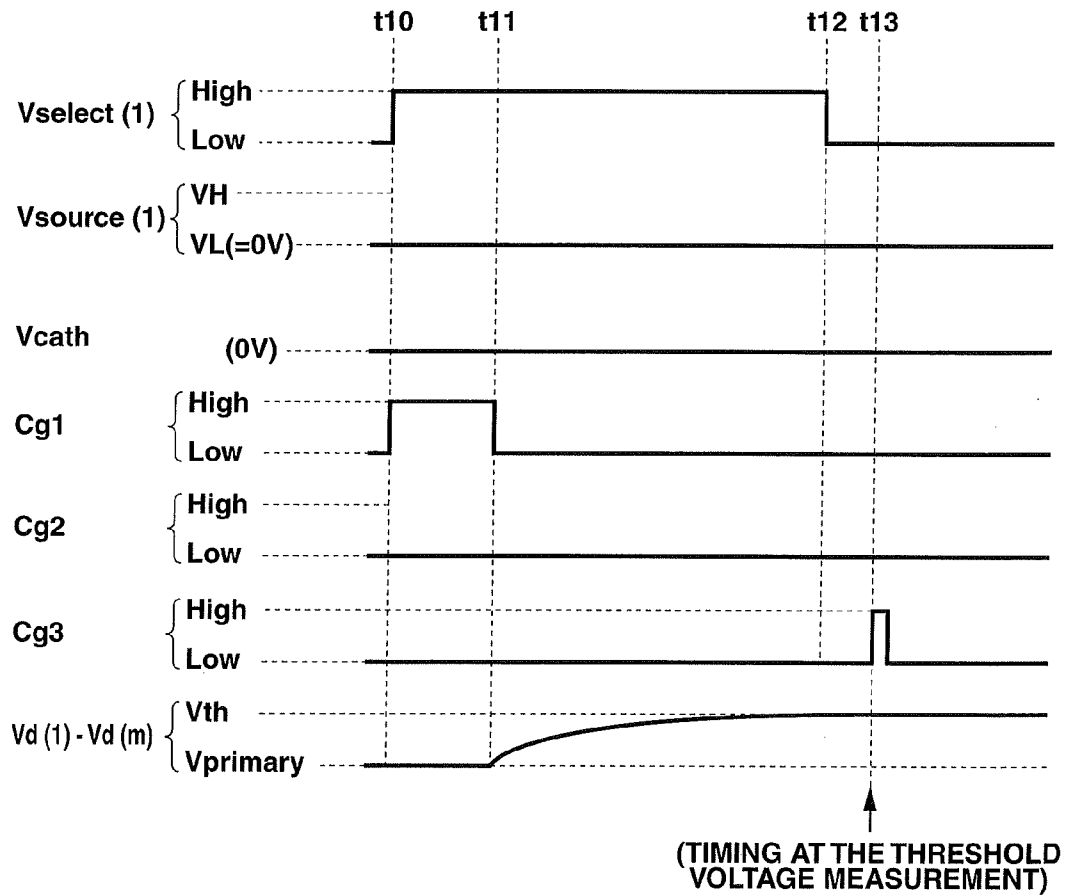 t10 t11 t12 t13
Vselect (1) High
Low
Vsource (1) VH
VL(=0V)
Vcath (0V)
Cg1 High
Low
Cg2 High
Low
Cg3 High
Low
Vd (1) - Vd (m) Vth
Vprimary
(TIMING AT THE THRESHOLD
VOLTAGE MEASUREMENT)